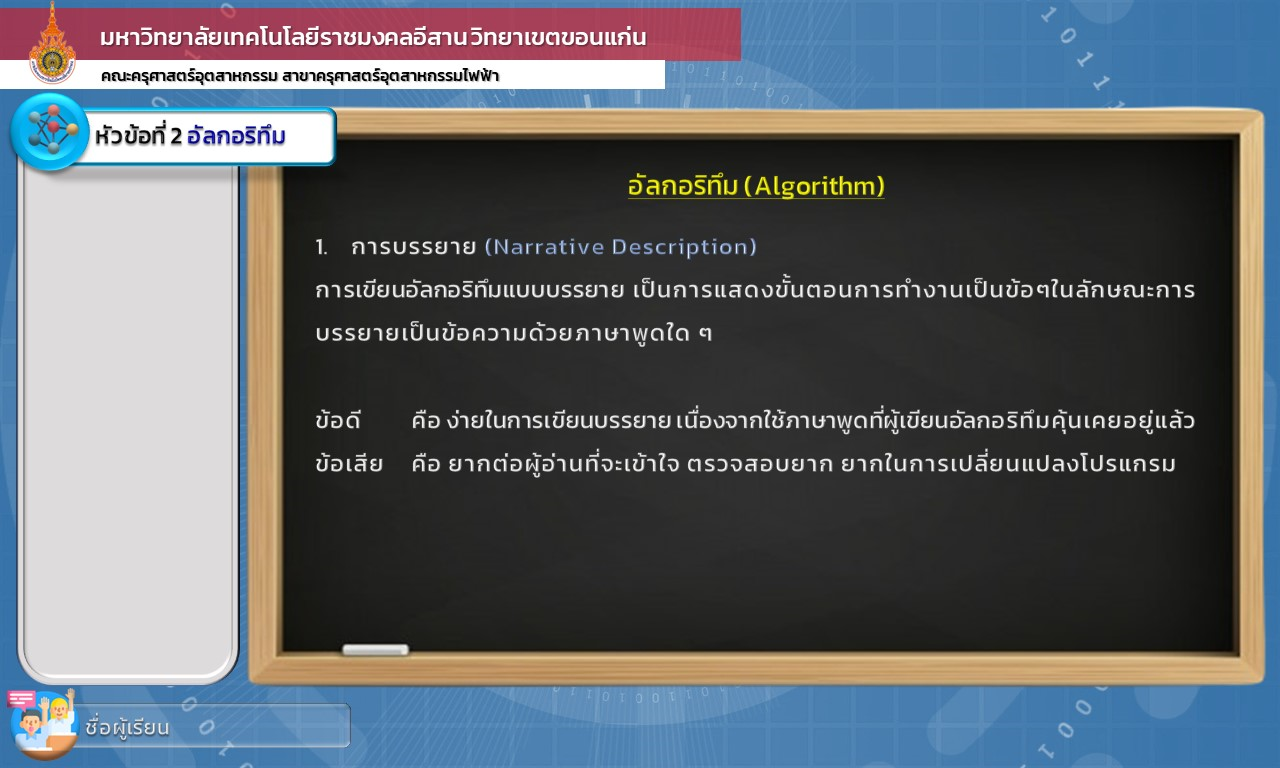 มหาวิทยาลัยเทคโนโลยีราชมงคลอีสาน วิทยาเขตขอนแก่น
คณะครุศาสตร์อุตสาหกรรม สาขาครุศาสตร์อุตสาหกรรมไฟฟ้า
หัวข้อที่ 2 อัลกอริทึม
อัลกอริทึม (Algorithm)
1. การบรรยาย (Narrative Description)
การเขียนอัลกอริทึมแบบบรรยาย เป็นการแสดงขั้นตอนการทำงานเป็นข้อๆในลักษณะการ
บรรยายเป็นข้อความด้วยภาษาพูดใด ๆ
ข้อดี คือ ง่ายในการเขียนบรรยาย เนื่องจากใช้ภาษาพูดที่ผู้เขียนอัลกอริทึมคุ้นเคยอยู่แล้ว
ข้อเสีย คือ ยากต่อผู้อ่านที่จะเข้าใจ ตรวจสอบยาก ยากในการเปลี่ยนแปลงโปรแกรม
ชื่อผู้เรียน